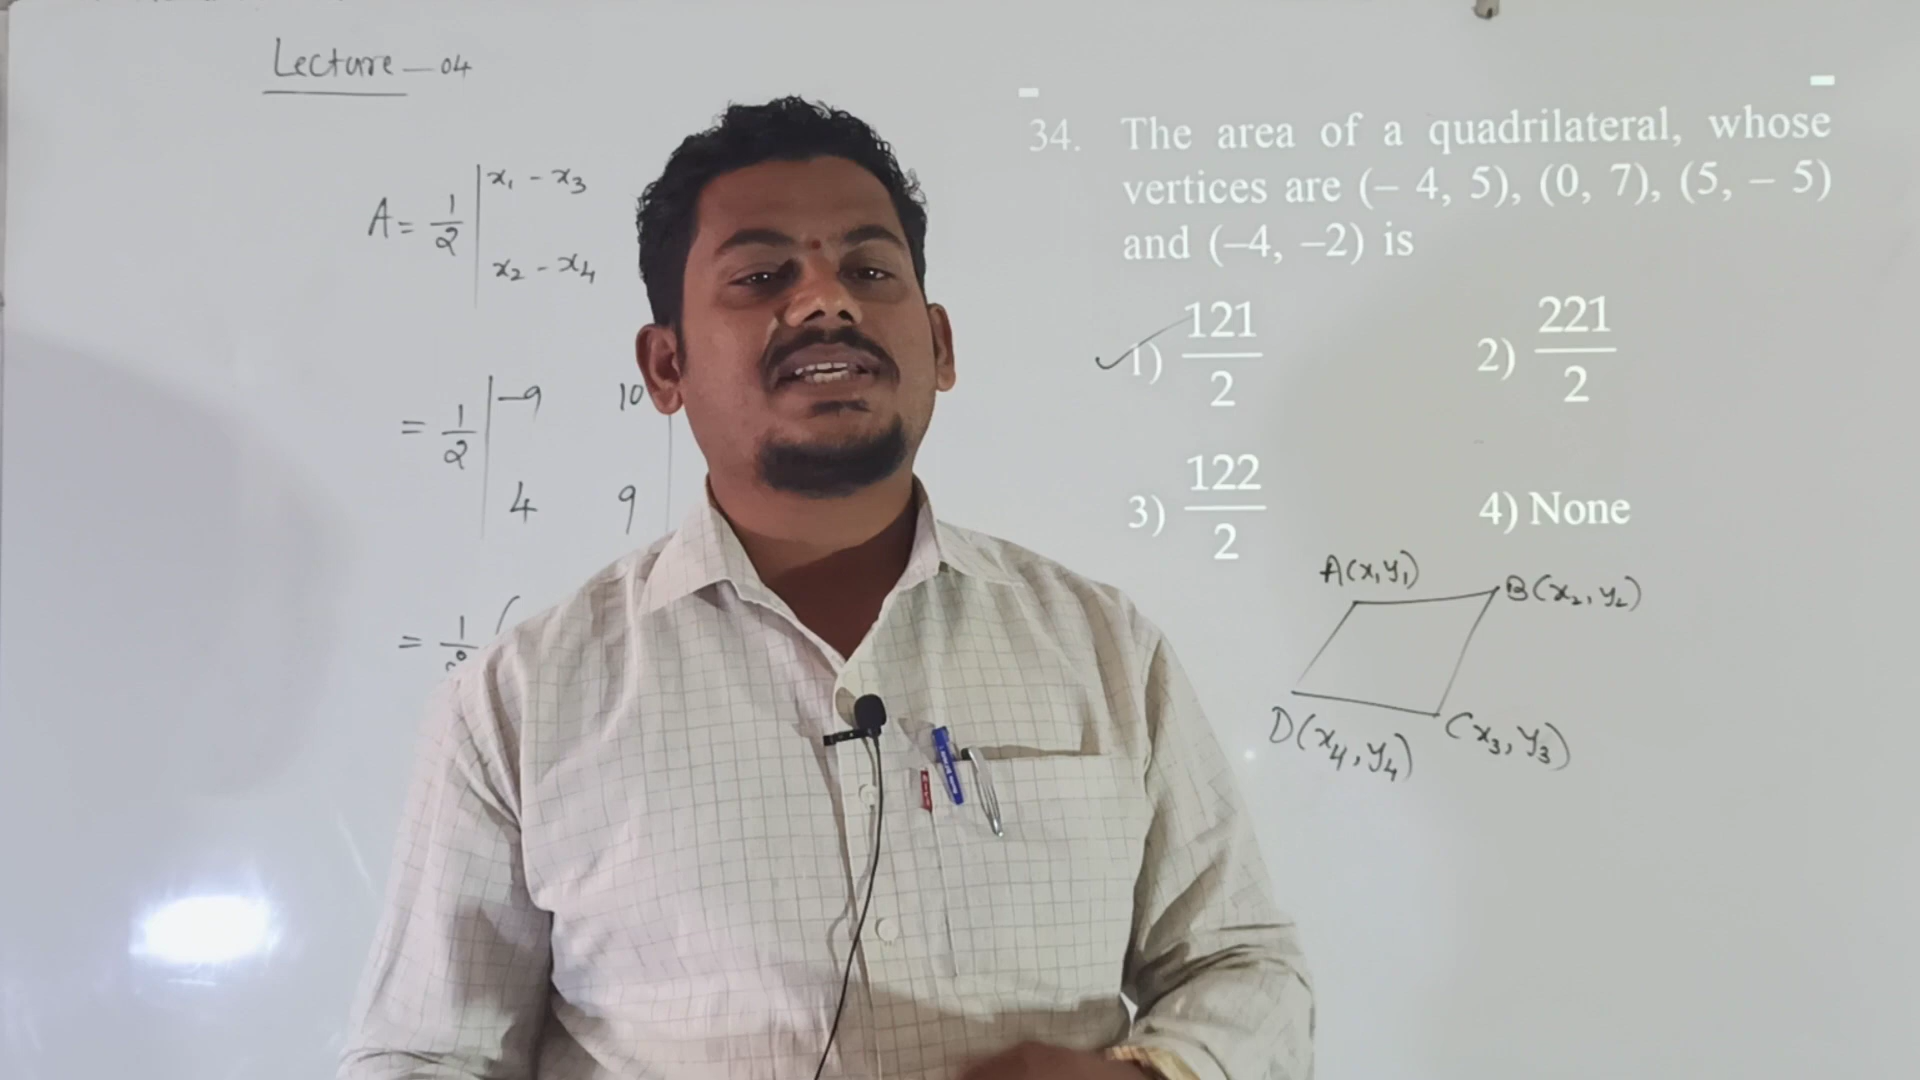 Lecture — 04
A = 1/2 | x₁ - x₃
x₂ - x₄
= 1/2 | -9 10 |
4 9
= 1/2 (
34. The area of a quadrilateral, whose
vertices are (– 4, 5), (0, 7), (5, – 5)
and (–4, –2) is
1) 121/2
2) 221/2
3) 122/2
4) None
A(x,y₁)
B(x₂, y₂)
D(x₄, y₄)
C(x₃, y₃)